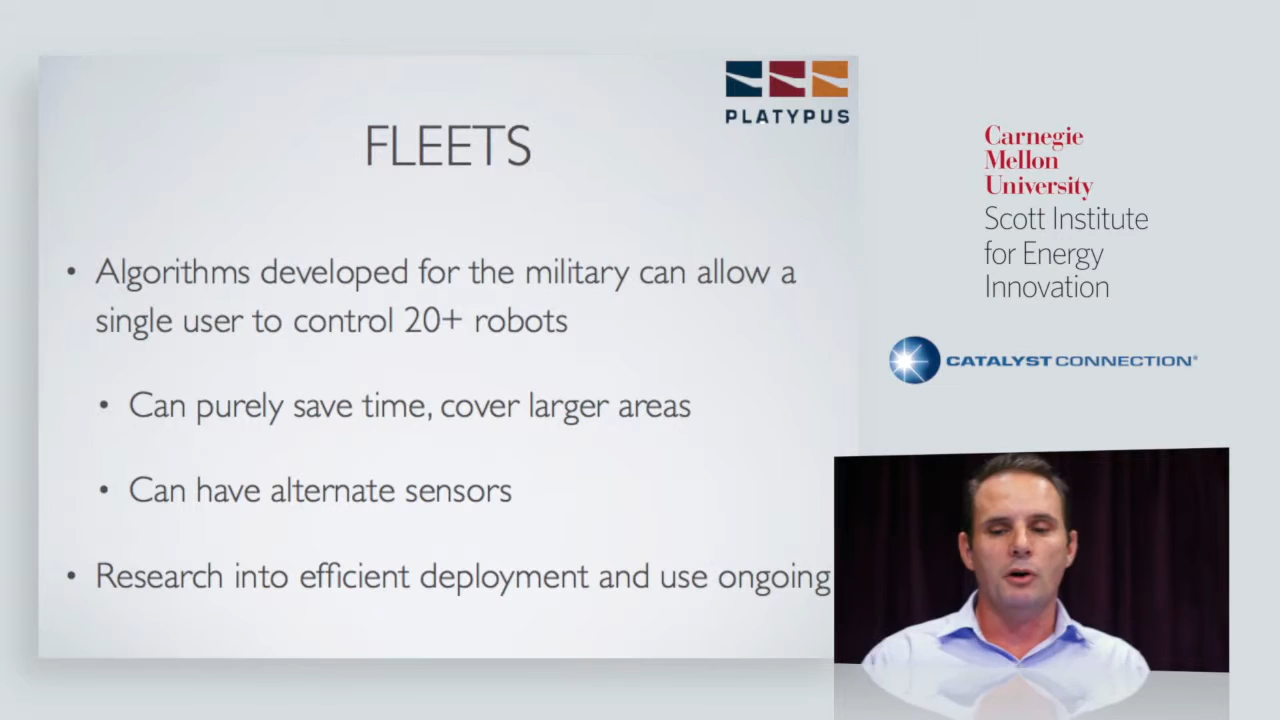 PLATYPUS
FLEETS
• Algorithms developed for the military can allow a
single user to control 20+ robots
• Can purely save time, cover larger areas
• Can have alternate sensors
• Research into efficient deployment and use ongoing
Carnegie
Mellon
University
Scott Institute
for Energy
Innovation
CATALYST CONNECTION®